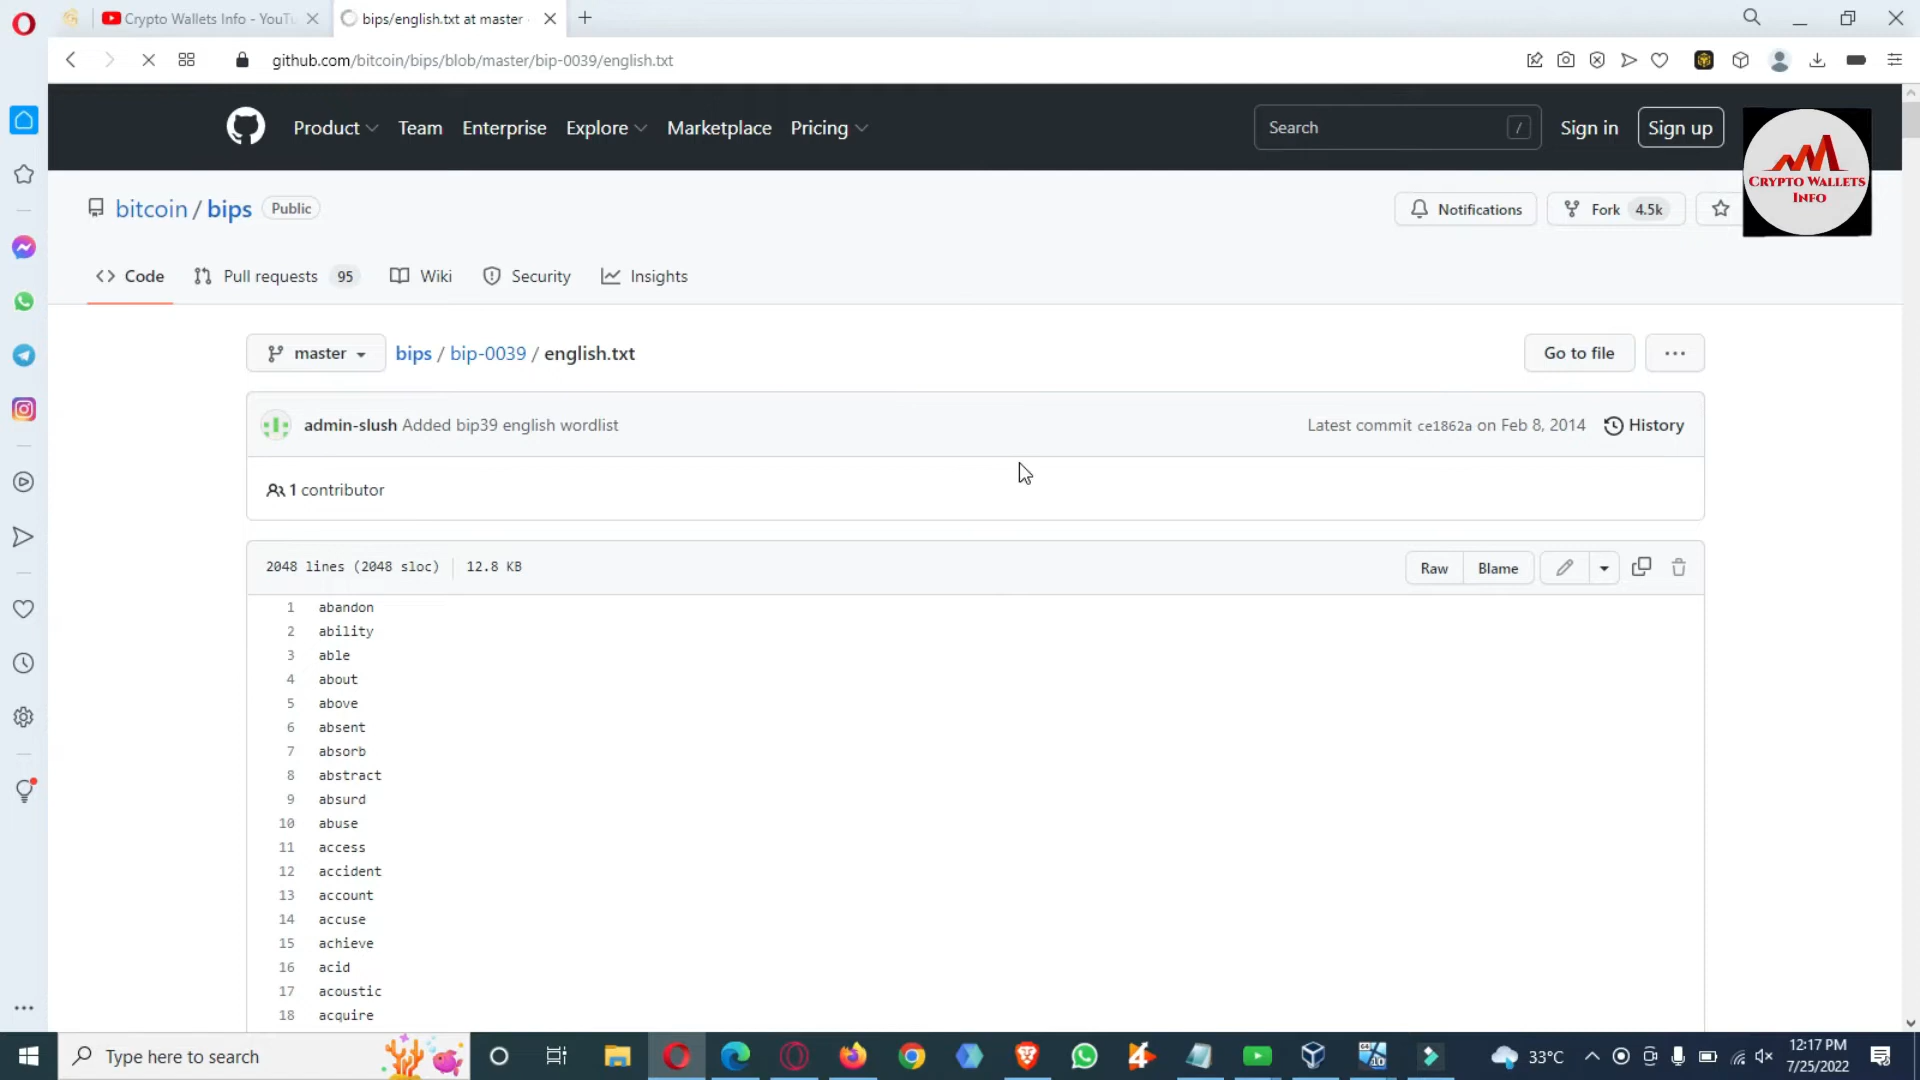 Crypto Wallets Info - YouTu
bips/english.txt at master
github.com/bitcoin/bips/blob/master/bip-0039/english.txt
Product
Team
Enterprise
Explore
Marketplace
Pricing
Search /
Sign in
Sign up
CRYPTO WALLETS
INFO
bitcoin / bips Public
Notifications
Fork 4.5k
Code
Pull requests 95
Wiki
Security
Insights
master
bips / bip-0039 / english.txt
Go to file
admin-slush Added bip39 english wordlist
Latest commit ce1862a on Feb 8, 2014
History
1 contributor
2048 lines (2048 sloc) 12.8 KB
Raw
Blame
1 abandon
2 ability
3 able
4 about
5 above
6 absent
7 absorb
8 abstract
9 absurd
10 abuse
11 access
12 accident
13 account
14 accuse
15 achieve
16 acid
17 acoustic
18 acquire
Type here to search
33°C
12:17 PM
7/25/2022